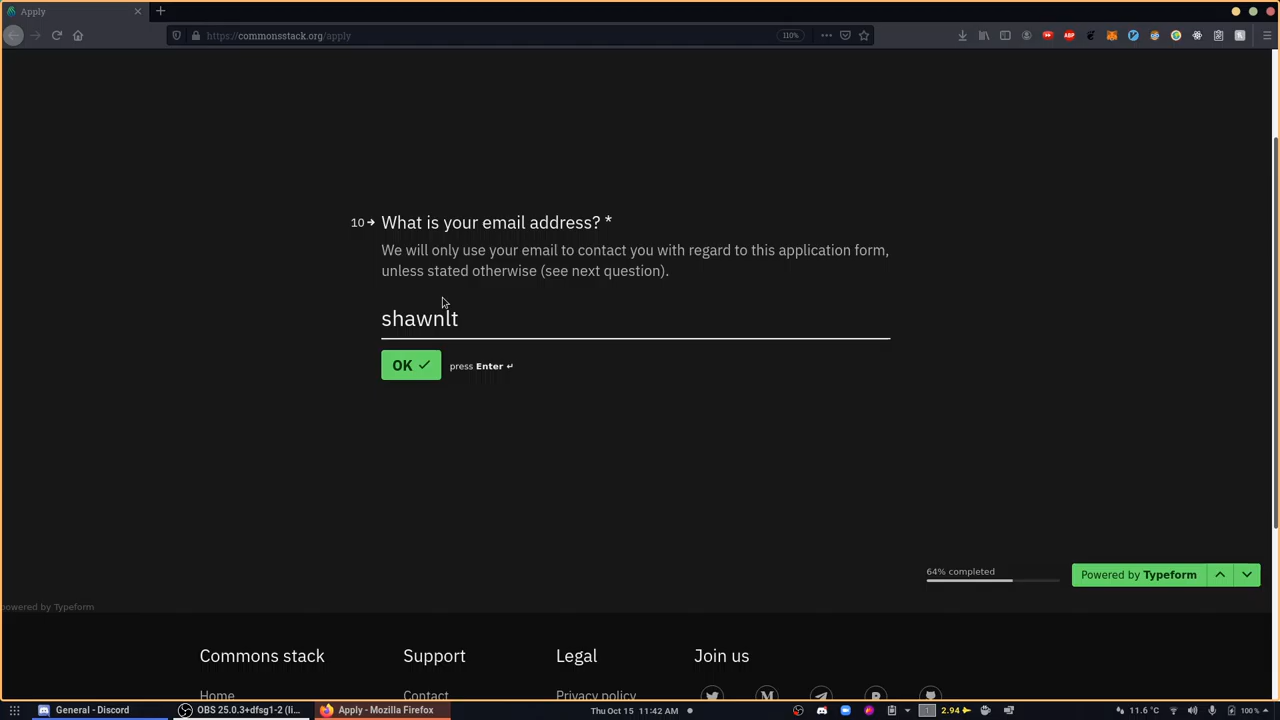 Apply
https://commonsstack.org/apply
110%
ABP
10
What is your email address? *
We will only use your email to contact you with regard to this application form,
unless stated otherwise (see next question).
shawnlt
OK
press Enter ↵
64% completed
Powered by Typeform
powered by Typeform
Commons stack
Support
Legal
Join us
Home
Contact
Privacy policy
General - Discord
OBS 25.0.3+dfsg1-2 (li...
Apply - Mozilla Firefox
Thu Oct 15 11:42 AM
1
2.94
11.6 °C
100 %